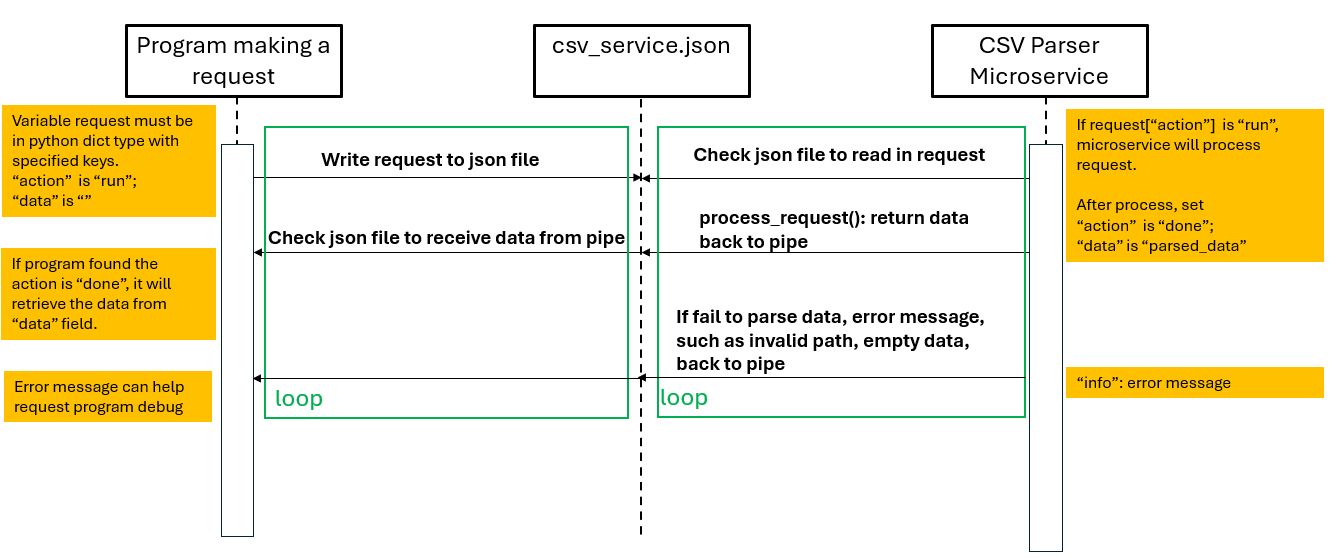 Program making a
request
csv_service.json
CSV Parser
Microservice
Variable request must be
in python dict type with
specified keys.
“action”  is “run”;
“data” is “”
If program found the
action is “done”, it will
retrieve the data from
“data” field.
Error message can help
request program debug
Write request to json file
Check json file to receive data from pipe
loop
Check json file to read in request
process_request(): return data
back to pipe
If fail to parse data, error message,
such as invalid path, empty data,
back to pipe
loop
If request[“action”]  is “run”,
microservice will process
request.
After process, set
“action”  is “done”;
“data” is “parsed_data”
“info”: error message